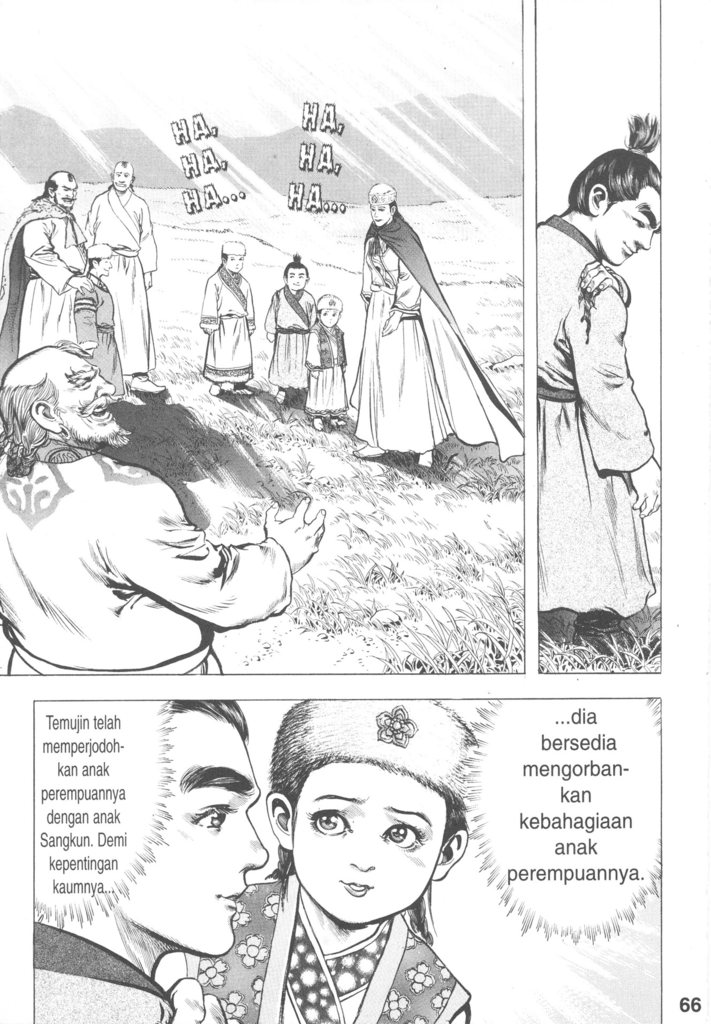 HA,
HA,
HA...
HA,
HA,
HA...
Temujin telah
memperjodoh-
kan anak
perempuannya
dengan anak
Sangkun. Demi
kepentingan
kaumnya...
...dia
bersedia
mengorban-
kan
kebahagiaan
anak
perempuannya.
66